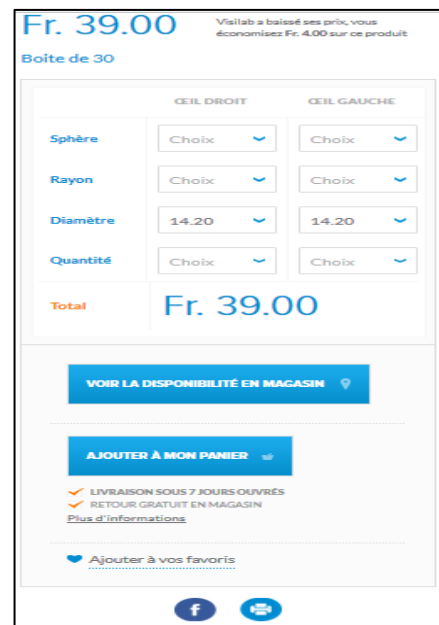 Fr. 39.00
Visilab a baissé ses prix, vous
économisez Fr. 4.00 sur ce produit
Boîte de 30
ŒIL DROIT ŒIL GAUCHE
Sphère Choix Choix
Rayon Choix Choix
Diamètre 14.20 14.20
Quantité Choix Choix
Total Fr. 39.00
VOIR LA DISPONIBILITÉ EN MAGASIN
AJOUTER À MON PANIER
LIVRAISON SOUS 7 JOURS OUVRÉS
RETOUR GRATUIT EN MAGASIN
Plus d'informations
Ajouter à vos favoris
f